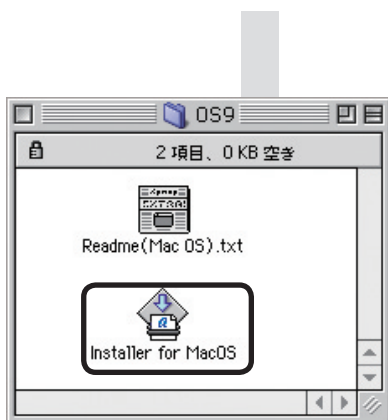 OS9
2 項目、0 KB 空き
Readme(Mac OS).txt
Installer for MacOS